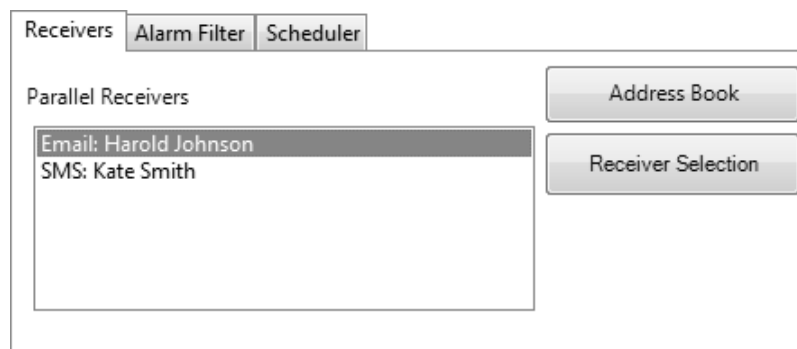 Receivers Alarm Filter Scheduler
Parallel Receivers
Address Book
Email: Harold Johnson
SMS: Kate Smith
Receiver Selection